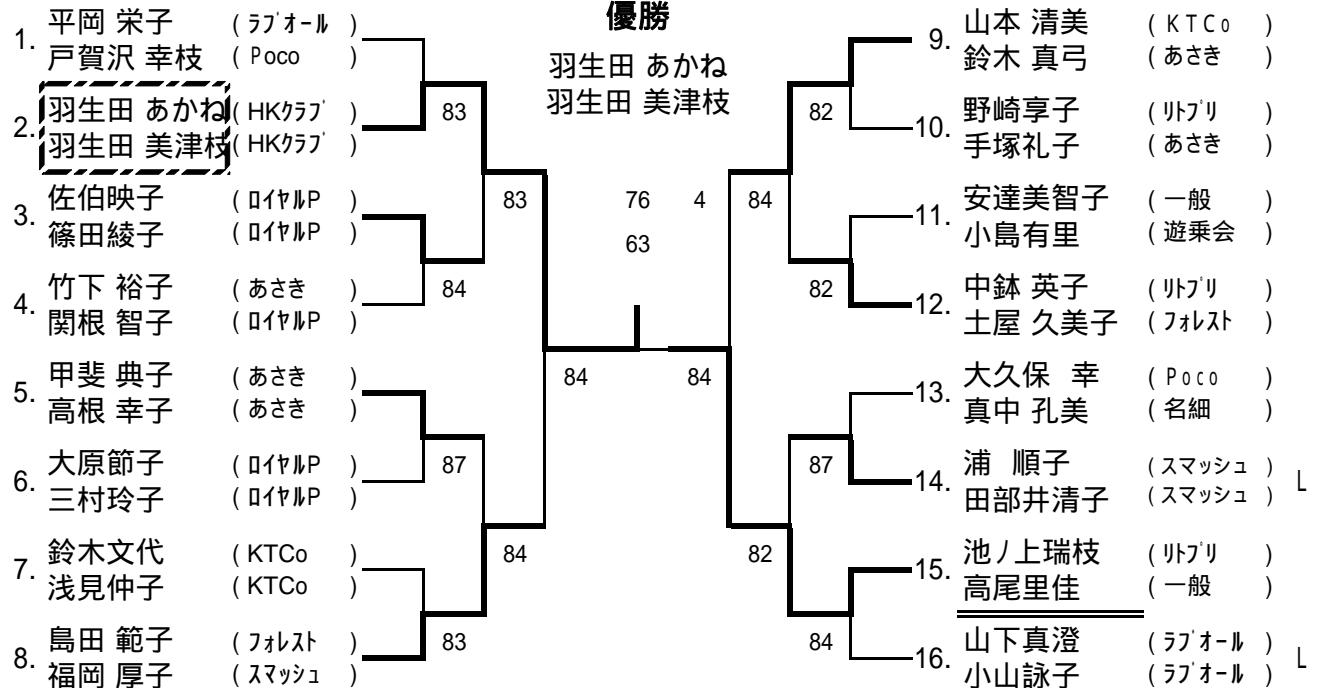 優勝
羽生田 あかね
羽生田 美津枝
1. 平岡 栄子 (ﾗﾌﾞｵｰﾙ)
戸賀沢 幸枝 (Poco)
2. 羽生田 あかね (HKｸﾗﾌﾞ)
羽生田 美津枝 (HKｸﾗﾌﾞ)
83
3. 佐伯映子 (ﾛｲﾔﾙP)
篠田綾子 (ﾛｲﾔﾙP)
83
4. 竹下 裕子 (あさき)
関根 智子 (ﾛｲﾔﾙP)
84
5. 甲斐 典子 (あさき)
高根 幸子 (あさき)
84
6. 大原節子 (ﾛｲﾔﾙP)
三村玲子 (ﾛｲﾔﾙP)
87
7. 鈴木文代 (KTCo)
浅見仲子 (KTCo)
84
8. 島田 範子 (ﾌｫﾚｽﾄ)
福岡 厚子 (ｽﾏｯｼｭ)
83
76 4
63
9. 山本 清美 (KTCo)
鈴木 真弓 (あさき)
82
10. 野崎享子 (ﾘﾄﾌﾟﾘ)
手塚礼子 (あさき)
84
11. 安達美智子 (一般)
小島有里 (遊乗会)
82
12. 中鉢 英子 (ﾘﾄﾌﾟﾘ)
土屋 久美子 (ﾌｫﾚｽﾄ)
84
13. 大久保 幸 (Poco)
真中 孔美 (名細)
87
14. 浦 順子 (スマッシュ) L
田部井清子 (スマッシュ)
82
15. 池ノ上瑞枝 (ﾘﾄﾌﾟﾘ)
高尾里佳 (一般)
84
16. 山下真澄 (ﾗﾌﾞｵｰﾙ) L
小山詠子 (ﾗﾌﾞｵｰﾙ)